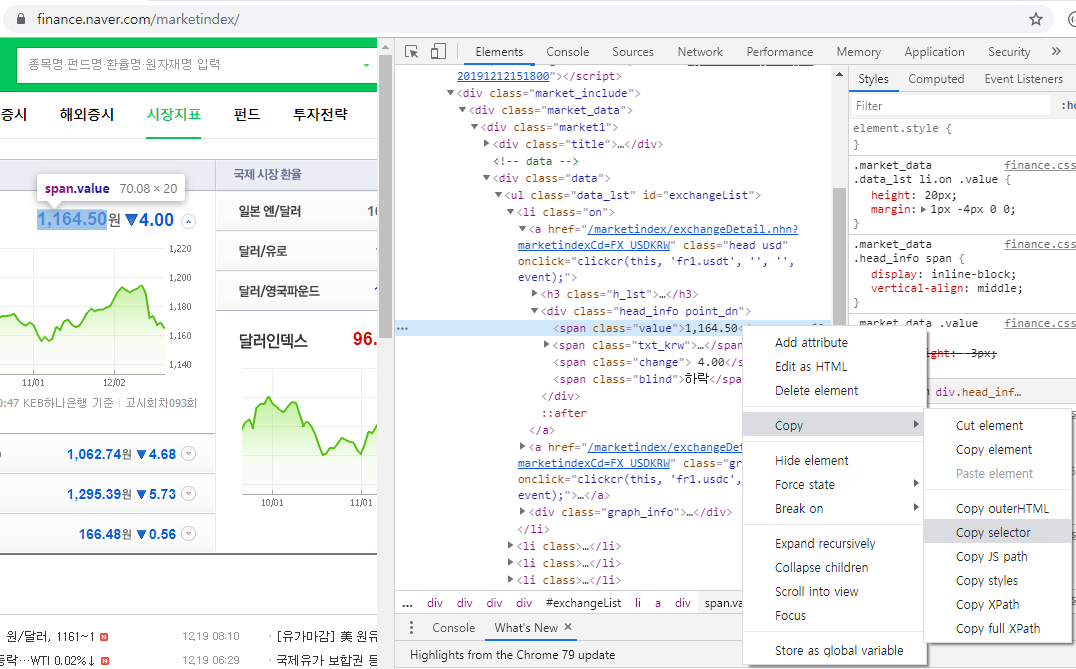 finance.naver.com/marketindex/
종목명·펀드명·환율명·원자재명 입력
증시 해외증시 시장지표 펀드 투자전략
국제 시장 환율
span.value 70.08 × 20
1,164.50원 ▼4.00
일본 엔/달러
달러/유로
달러/영국파운드
달러인덱스 96.
1,220
1,200
1,180
1,160
1,140
11/01 12/02
0:47 KEB하나은행 기준 | 고시회차093회
1,062.74원 ▼4.68
1,295.39원 ▼5.73
166.48원 ▼0.56
10/01 11/01
원/달러, 1161~1 N 12,19 08:10
등락…WTI 0.02%↓ N 12,19 06:29
· [유가마감] 美 원유
· 국제유가 보합권 등
Elements Console Sources Network Performance Memory Application Security »
20191212151800"></script>
▼<div class="market_include">
▼<div class="market_data">
▼<div class="market1">
▶<div class="title">…</div>
<!-- data -->
▼<div class="data">
▼<ul class="data_lst" id="exchangeList">
▼<li class="on">
▼<a href="/marketindex/exchangeDetail.nhn?
marketindexCd=FX_USDKRW" class="head usd"
onclick="clickcr(this, 'fr1.usdt', '', '',
event);">
▶<h3 class="h_lst">…</h3>
▼<div class="head_info point_dn">
… <span class="value">1,164.50<
▶<span class="txt_krw">…</span
<span class="change"> 4.00</s
<span class="blind">하락</spa
</div>
::after
</a>
▶<a href="/marketindex/exchangeDet
marketindexCd=FX_USDKRW" class="gr
onclick="clickcr(this, 'fr1.usdc',
event);">…</a>
▶<div class="graph_info">…</div>
</li>
▶<li class>…</li>
▶<li class>…</li>
▶<li class>…</li>
… div div div div #exchangeList li a div span.va
Console What's New ×
Highlights from the Chrome 79 update
Styles Computed Event Listeners
Filter :ho
element.style {
}
.market_data finance.css
.data_lst li.on .value {
height: 20px;
margin:▶1px -4px 0 0;
}
.market_data finance.css
.head_info span {
display: inline-block;
vertical-align: middle;
}
.market_data .value finance.css
ght: -3px;
div.head_inf…
Add attribute
Edit as HTML
Delete element
Copy
Hide element
Force state
Break on
Expand recursively
Collapse children
Scroll into view
Focus
Store as global variable
Cut element
Copy element
Paste element
Copy outerHTML
Copy selector
Copy JS path
Copy styles
Copy XPath
Copy full XPath